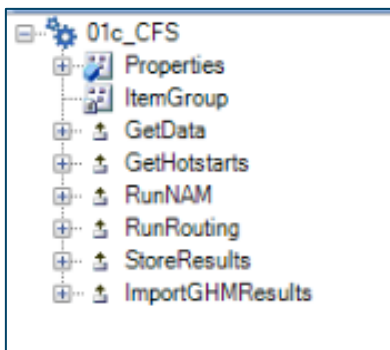 01c_CFS
Properties
ItemGroup
GetData
GetHotstarts
RunNAM
RunRouting
StoreResults
ImportGHMResults